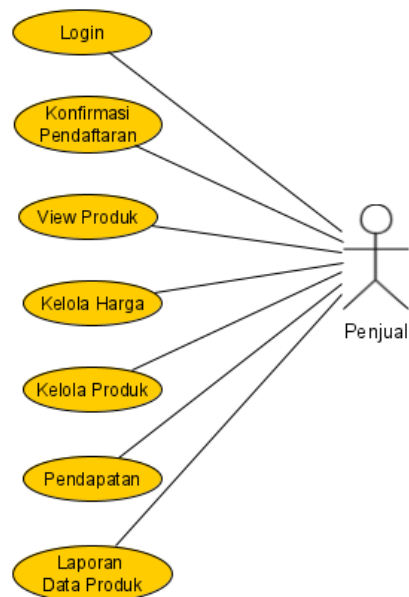 Login
Konfirmasi
Pendaftaran
View Produk
Kelola Harga
Kelola Produk
Pendapatan
Laporan
Data Produk
Penjual